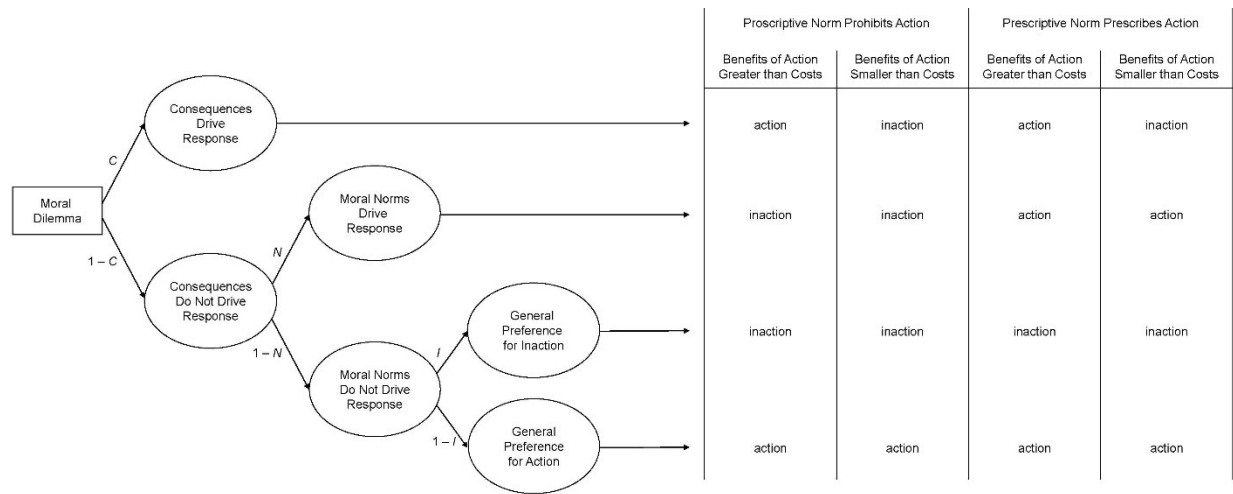 Proscriptive Norm Prohibits Action
Prescriptive Norm Prescribes Action
Benefits of Action
Greater than Costs
Benefits of Action
Smaller than Costs
Benefits of Action
Greater than Costs
Benefits of Action
Smaller than Costs
Consequences
Drive
Response
action
inaction
action
inaction
C
Moral
Dilemma
Moral Norms
Drive
Response
inaction
inaction
action
action
1 – C
N
Consequences
Do Not Drive
Response
General
Preference
for Inaction
inaction
inaction
inaction
inaction
1 – N
I
Moral Norms
Do Not Drive
Response
1 – I
General
Preference
for Action
action
action
action
action